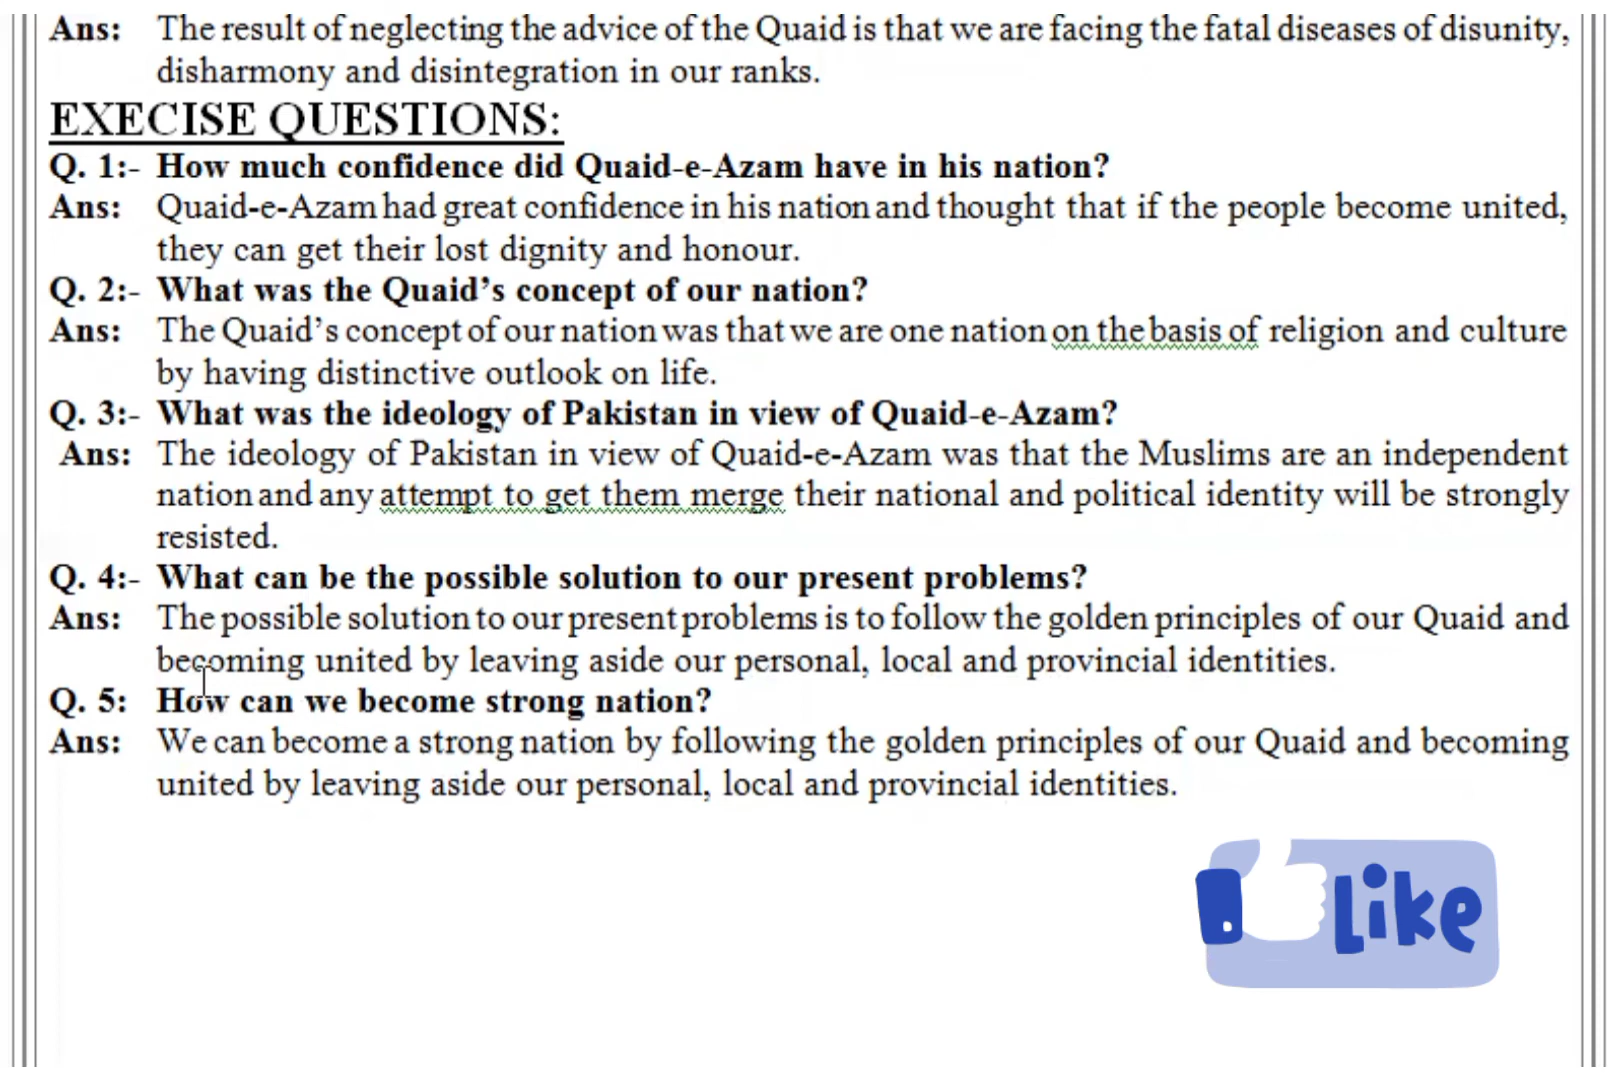 Ans: The result of neglecting the advice of the Quaid is that we are facing the fatal diseases of disunity,
disharmony and disintegration in our ranks.
EXECISE QUESTIONS:
Q. 1:- How much confidence did Quaid-e-Azam have in his nation?
Ans: Quaid-e-Azam had great confidence in his nation and thought that if the people become united,
they can get their lost dignity and honour.
Q. 2:- What was the Quaid’s concept of our nation?
Ans: The Quaid’s concept of our nation was that we are one nation on the basis of religion and culture
by having distinctive outlook on life.
Q. 3:- What was the ideology of Pakistan in view of Quaid-e-Azam?
Ans: The ideology of Pakistan in view of Quaid-e-Azam was that the Muslims are an independent
nation and any attempt to get them merge their national and political identity will be strongly
resisted.
Q. 4:- What can be the possible solution to our present problems?
Ans: The possible solution to our present problems is to follow the golden principles of our Quaid and
becoming united by leaving aside our personal, local and provincial identities.
Q. 5: How can we become strong nation?
Ans: We can become a strong nation by following the golden principles of our Quaid and becoming
united by leaving aside our personal, local and provincial identities.
Like